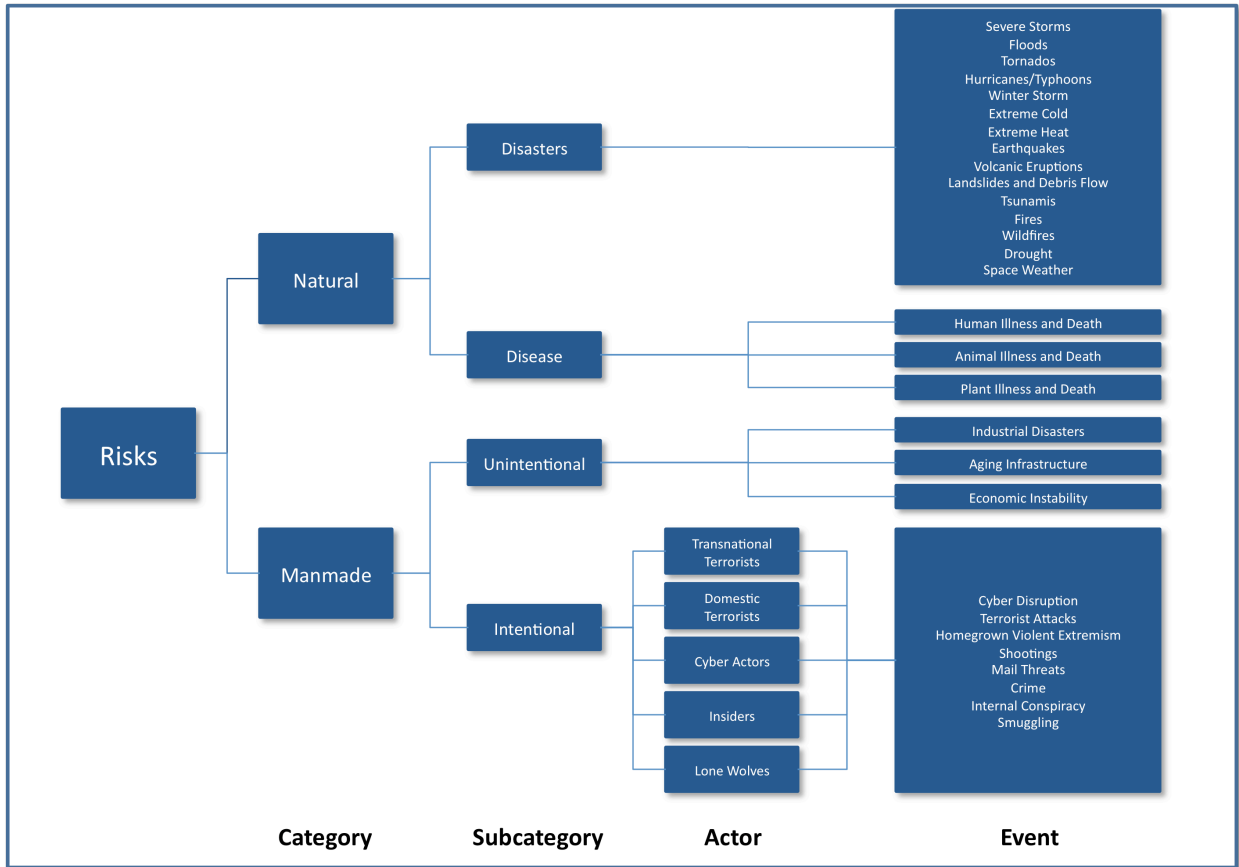 Risks
Natural
Manmade
Disasters
Disease
Unintentional
Intentional
Transnational
Terrorists
Domestic
Terrorists
Cyber Actors
Insiders
Lone Wolves
Severe Storms
Floods
Tornados
Hurricanes/Typhoons
Winter Storm
Extreme Cold
Extreme Heat
Earthquakes
Volcanic Eruptions
Landslides and Debris Flow
Tsunamis
Fires
Wildfires
Drought
Space Weather
Human Illness and Death
Animal Illness and Death
Plant Illness and Death
Industrial Disasters
Aging Infrastructure
Economic Instability
Cyber Disruption
Terrorist Attacks
Homegrown Violent Extremism
Shootings
Mail Threats
Crime
Internal Conspiracy
Smuggling
Category
Subcategory
Actor
Event